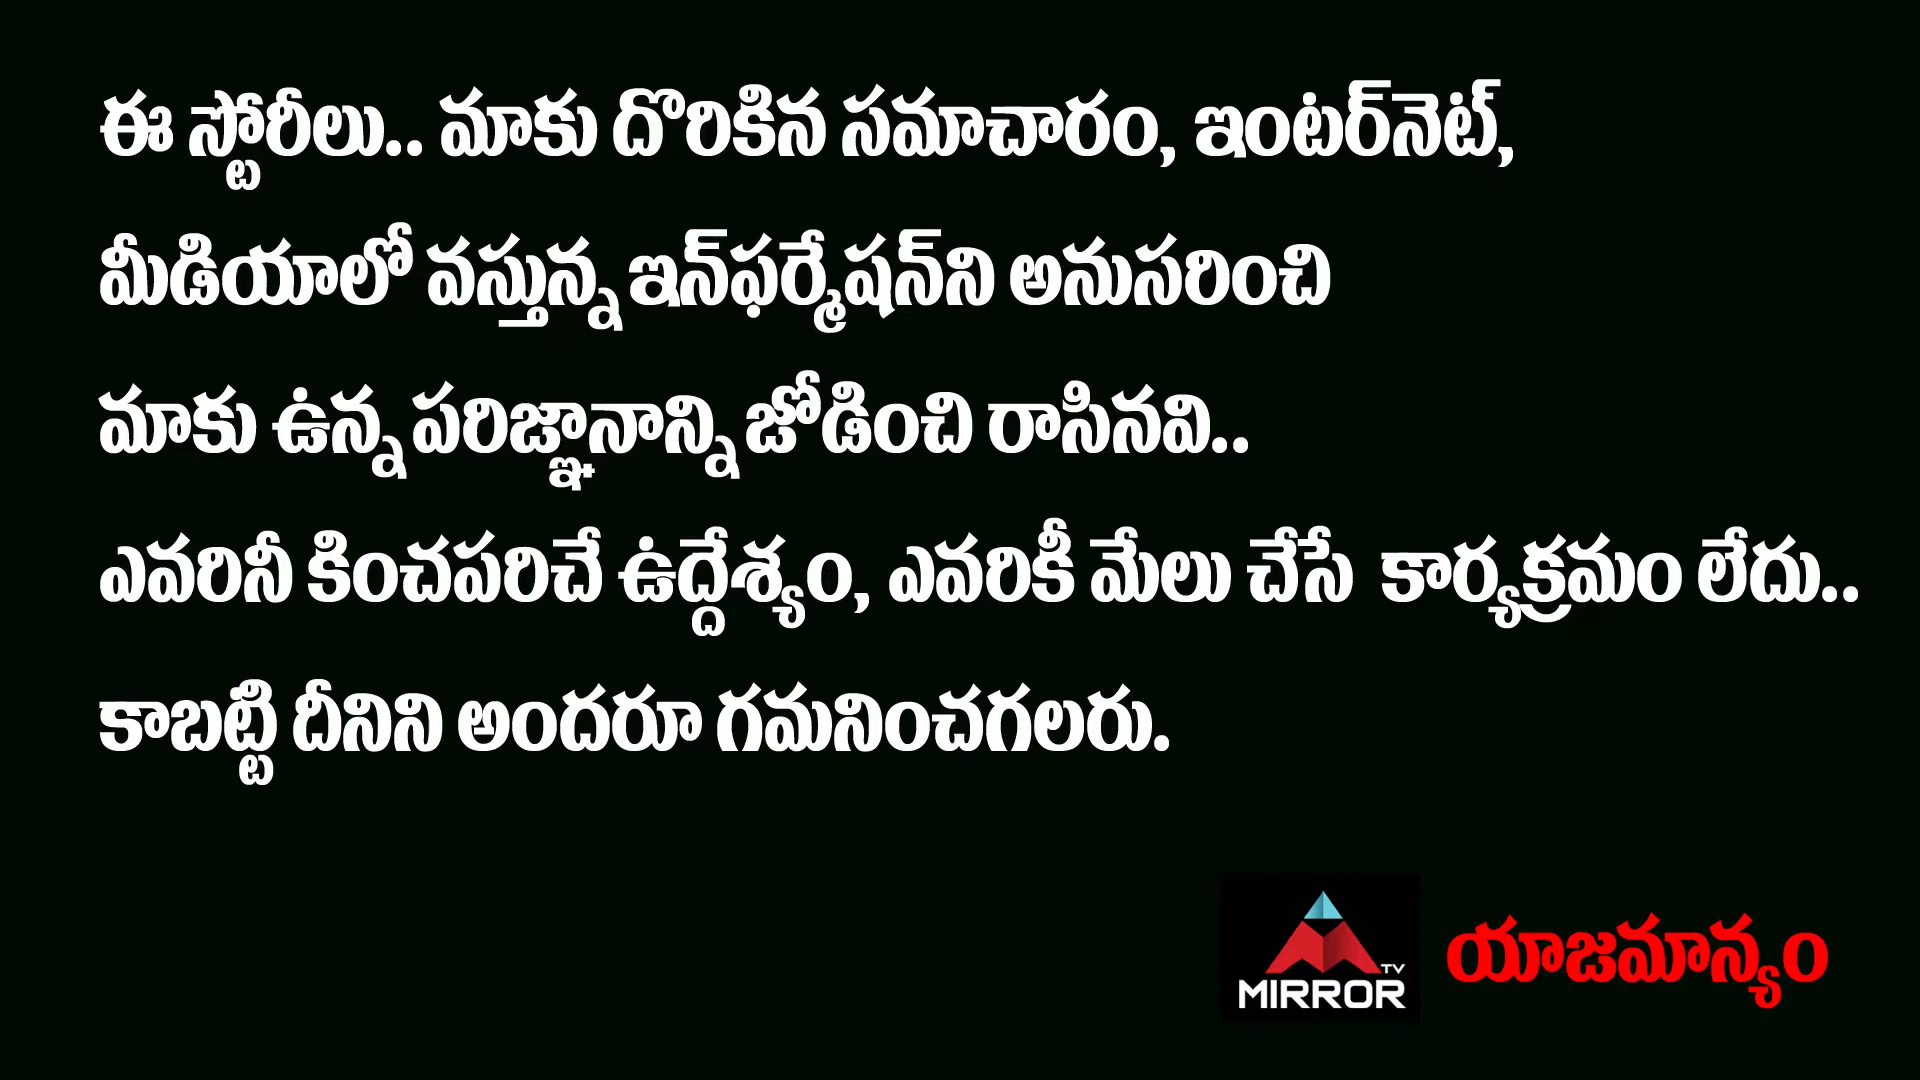 ఈ స్టోరీలు.. మాకు దొరికిన సమాచారం, ఇంటర్‌నెట్,
మీడియాలో వస్తున్న ఇన్‌ఫర్మేషన్‌ని అనుసరించి
మాకు ఉన్న పరిజ్ఞానాన్ని జోడించి రాసినవి..
ఎవరినీ కించపరిచే ఉద్దేశ్యం, ఎవరికీ మేలు చేసే కార్యక్రమం లేదు..
కాబట్టి దీనిని అందరూ గమనించగలరు.
TV
MIRROR
యాజమాన్యం